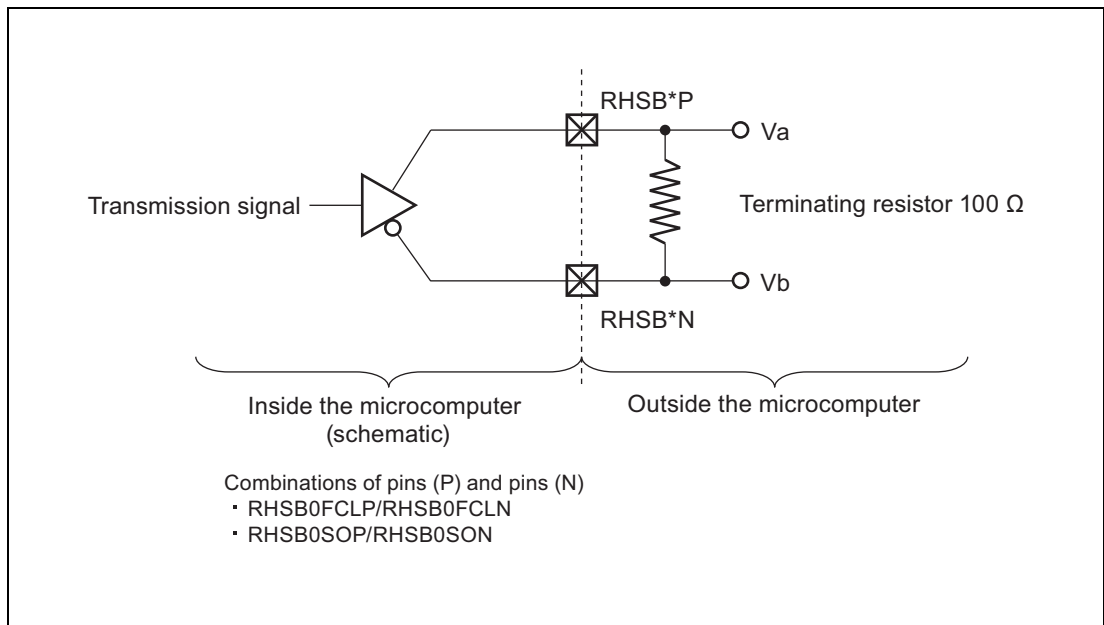 RHSB*P
Va
Transmission signal
Terminating resistor 100 Ω
Vb
RHSB*N
Inside the microcomputer
(schematic)
Outside the microcomputer
Combinations of pins (P) and pins (N)
・ RHSB0FCLP/RHSB0FCLN
・ RHSB0SOP/RHSB0SON